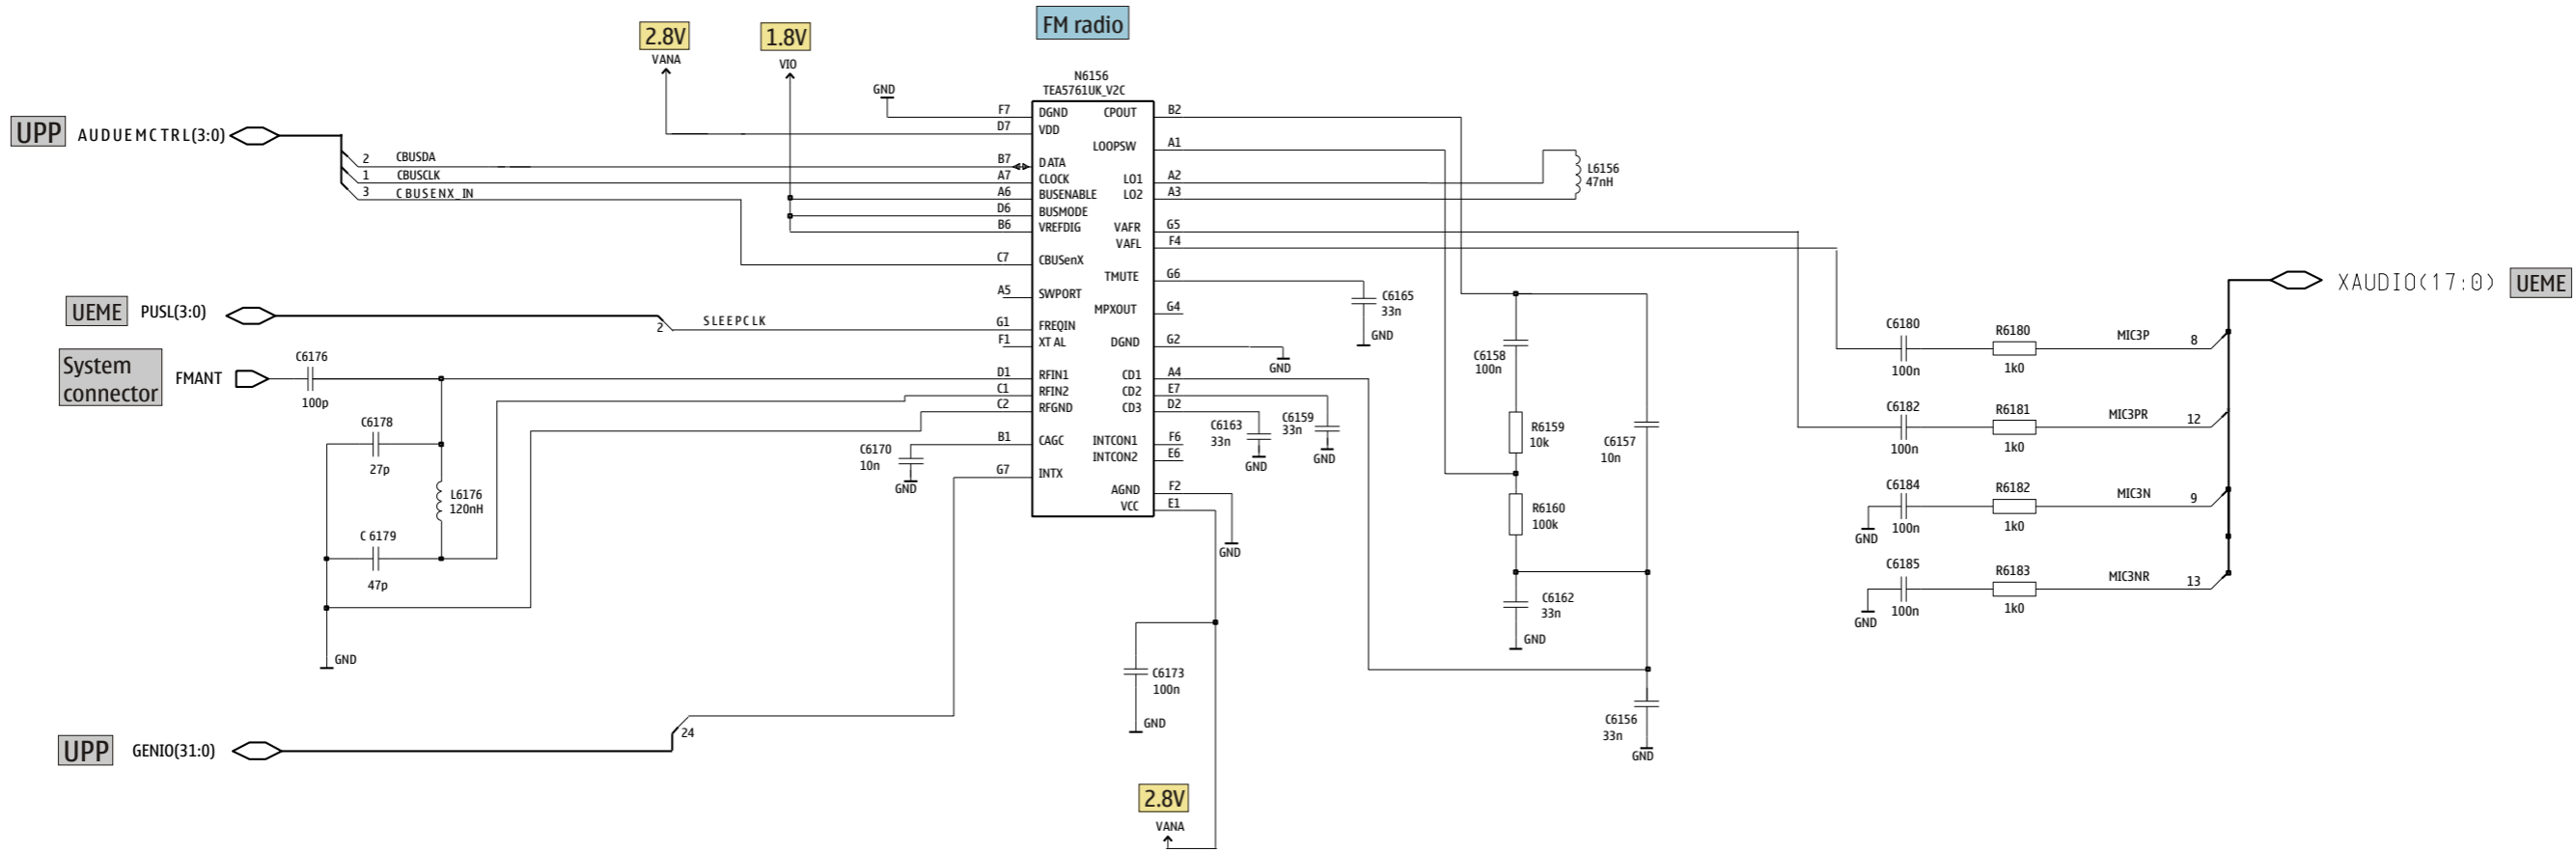 FM radio
2.8V
VANA
1.8V
VIO
GND
N6156
TEA5761UK_V2C
UPP AUDUEMCTRL(3:0)
2 CBUSDA
1 CBUSCLK
3 CBUSENX_IN
UEME PUSL(3:0)
2 SLEEPCLK
System
connector
FMANT
C6176
100p
C6178
27p
L6176
120nH
C 6179
47p
GND
UPP GENIO(31:0)
24
C6170
10n
GND
F7 DGND
D7 VDD
B7 DATA
A7 CLOCK
A6 BUSENABLE
D6 BUSMODE
B6 VREFDIG
C7 CBUSenX
A5 SWPORT
G1 FREQIN
F1 XT AL
D1 RFIN1
C1 RFIN2
C2 RFGND
B1 CAGC
G7 INTX
CPOUT B2
LOOPSW A1
LO1 A2
LO2 A3
VAFR G5
VAFL F4
TMUTE G6
MPXOUT G4
DGND G2
CD1 A4
CD2 E7
CD3 D2
INTCON1 F6
INTCON2 E6
AGND F2
VCC E1
L6156
47nH
C6165
33n
GND
GND
C6163
33n
GND
C6159
33n
GND
GND
C6173
100n
GND
2.8V
VANA
C6158
100n
R6159
10k
R6160
100k
C6157
10n
C6162
33n
GND
C6156
33n
GND
XAUDIO(17:0) UEME
C6180
100n
R6180
1k0
MIC3P 8
C6182
100n
R6181
1k0
MIC3PR 12
C6184
100n
GND
R6182
1k0
MIC3N 9
C6185
100n
GND
R6183
1k0
MIC3NR 13